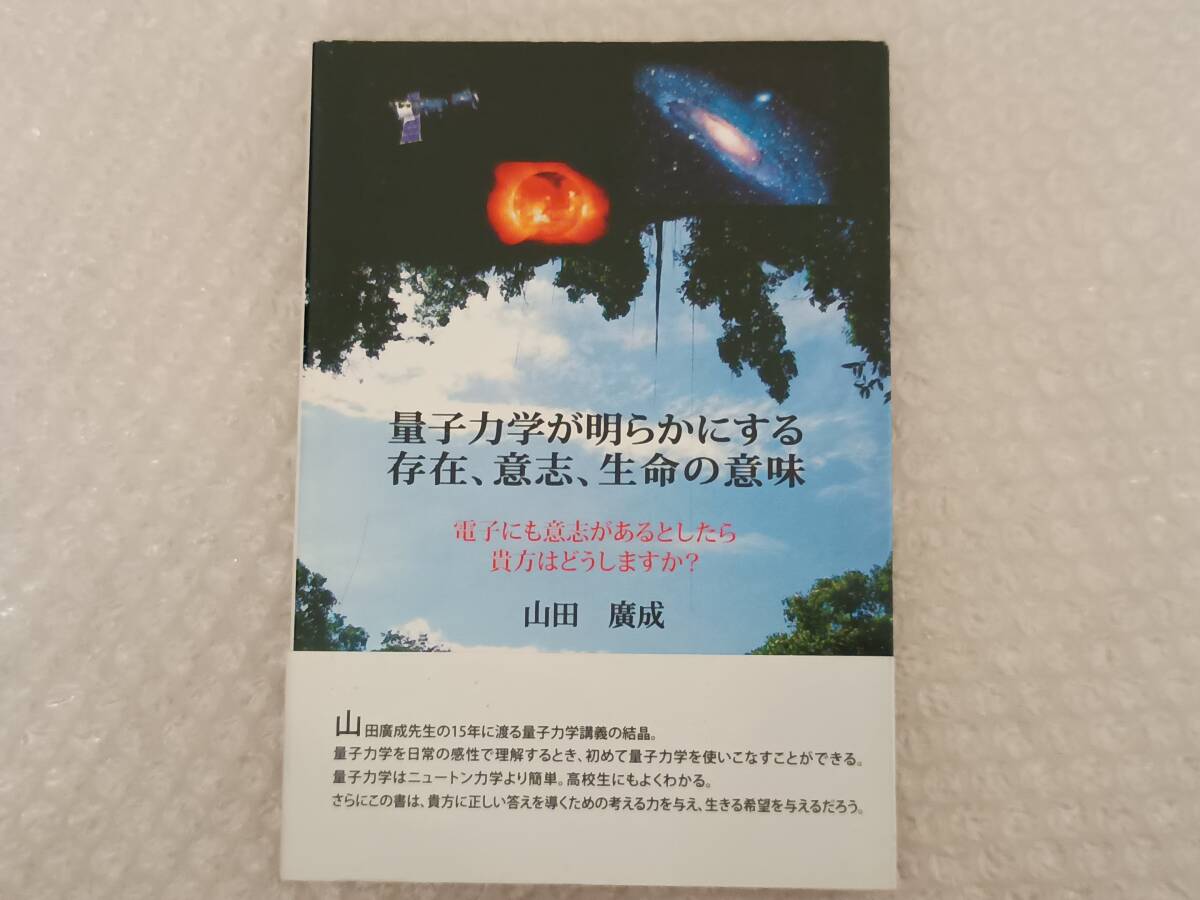 量子力学が明らかにする
存在、意志、生命の意味
電子にも意志があるとしたら
貴方はどうしますか?
山田 廣成
山田廣成先生の15年に渡る量子力学講義の結晶。
量子力学を日常の感性で理解するとき、初めて量子力学を使いこなすことができる。
量子力学はニュートン力学より簡単。高校生にもよくわかる。
さらにこの書は、貴方に正しい答えを導くための考える力を与え、生きる希望を与えるだろう。